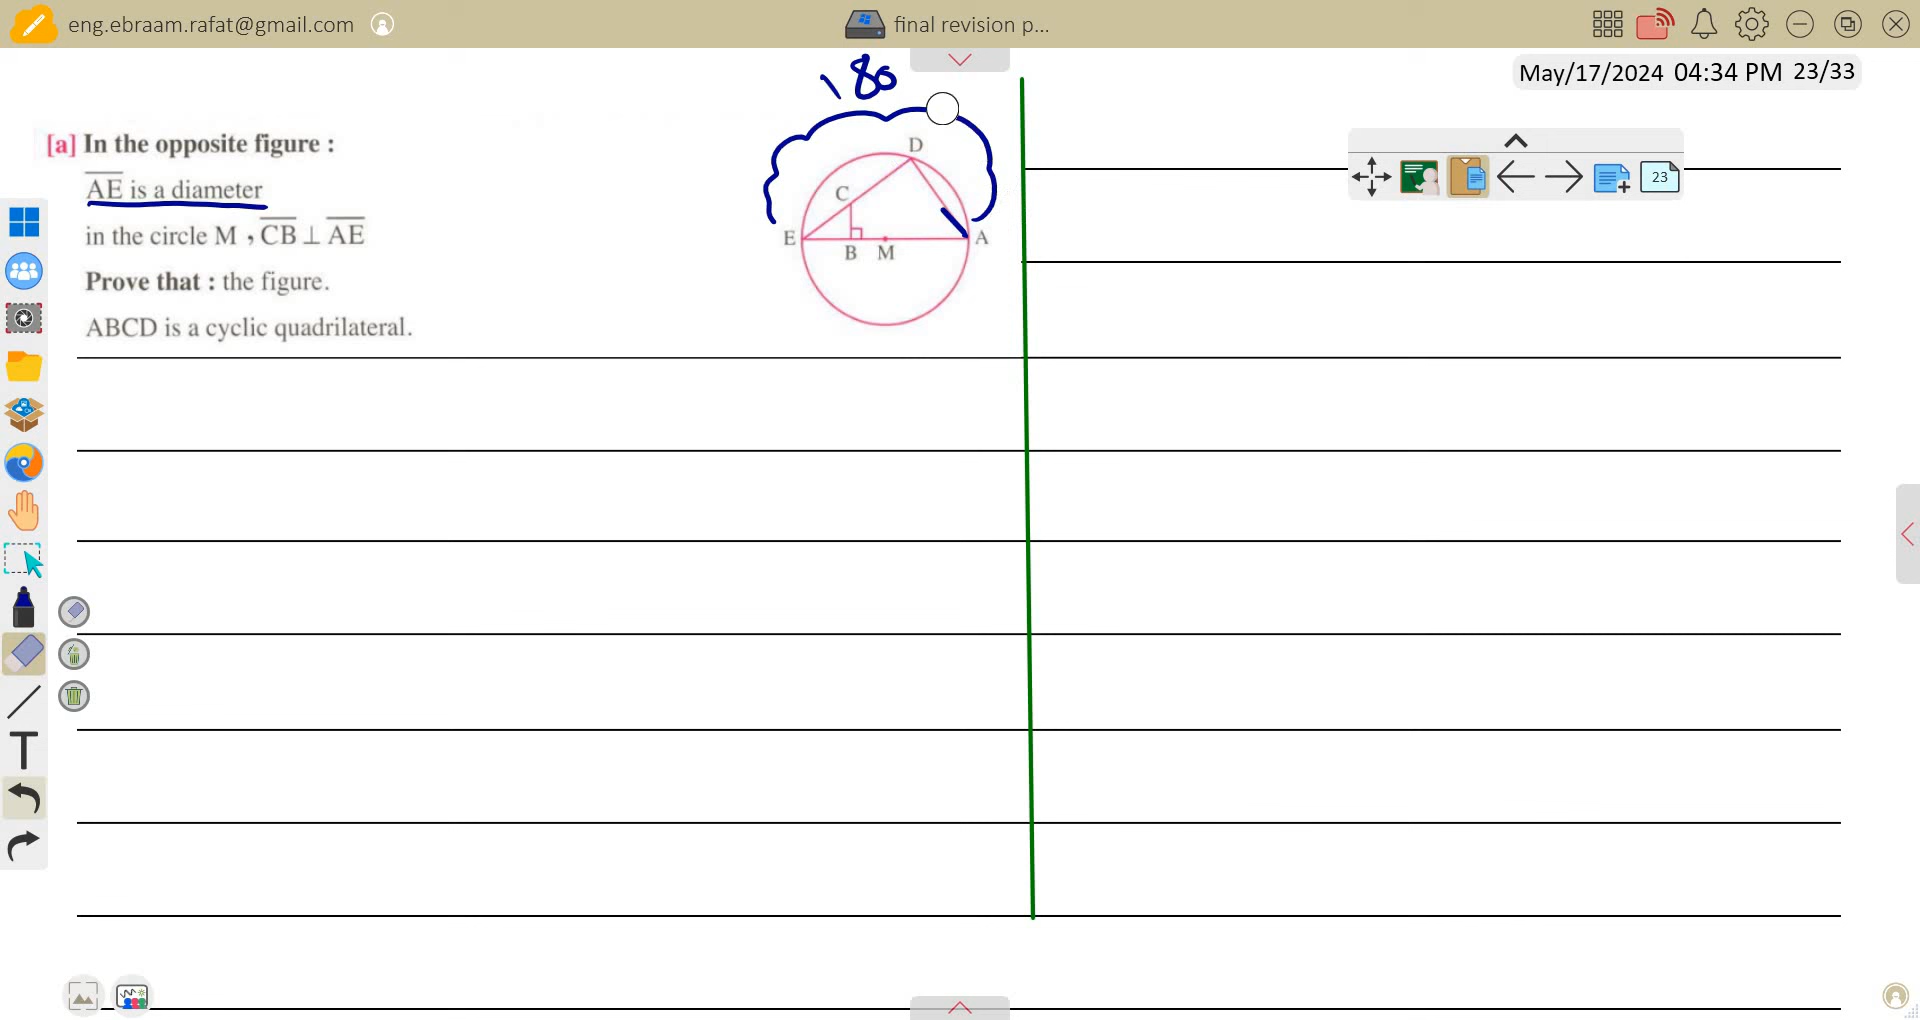 eng.ebraam.rafat@gmail.com
final revision p...
May/17/2024 04:34 PM 23/33
180
[a] In the opposite figure :
AE is a diameter
in the circle M , CB ⊥ AE
Prove that : the figure.
ABCD is a cyclic quadrilateral.
D
C
E
B
M
A
23
T